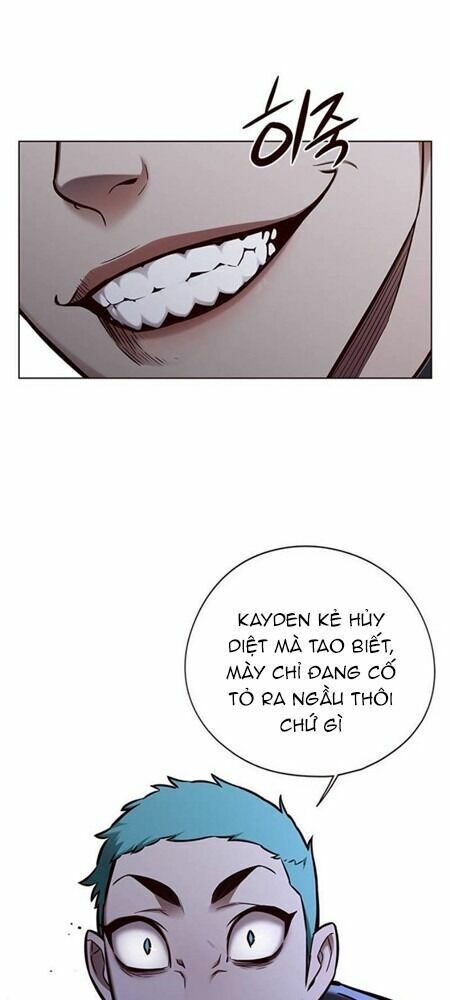 히죽
KAYDEN KẺ HỦY
DIỆT MÀ TAO BIẾT,
MÀY CHỈ ĐANG CỐ
TỎ RA NGẦU THÔI
CHỨ GÌ